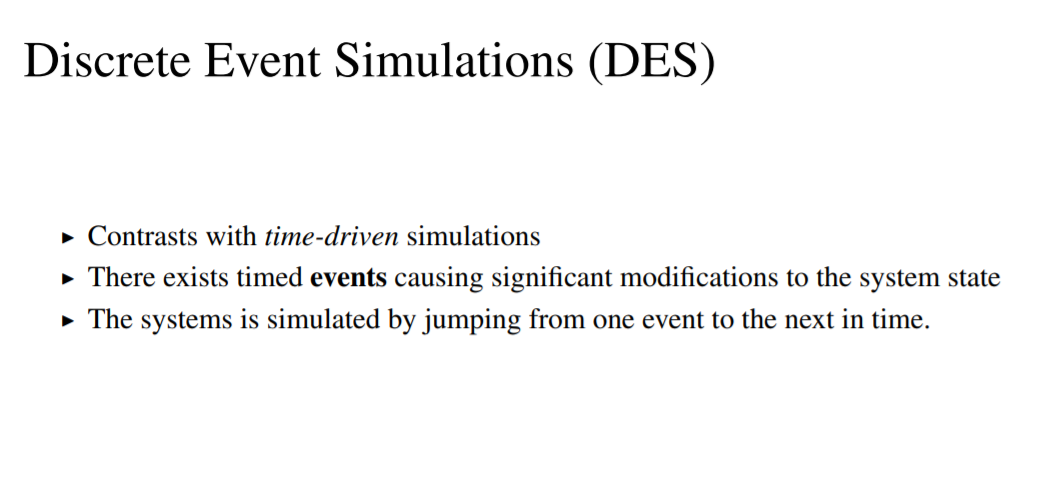 Discrete Event Simulations (DES)
▶ Contrasts with time-driven simulations
▶ There exists timed events causing significant modifications to the system state
▶ The systems is simulated by jumping from one event to the next in time.